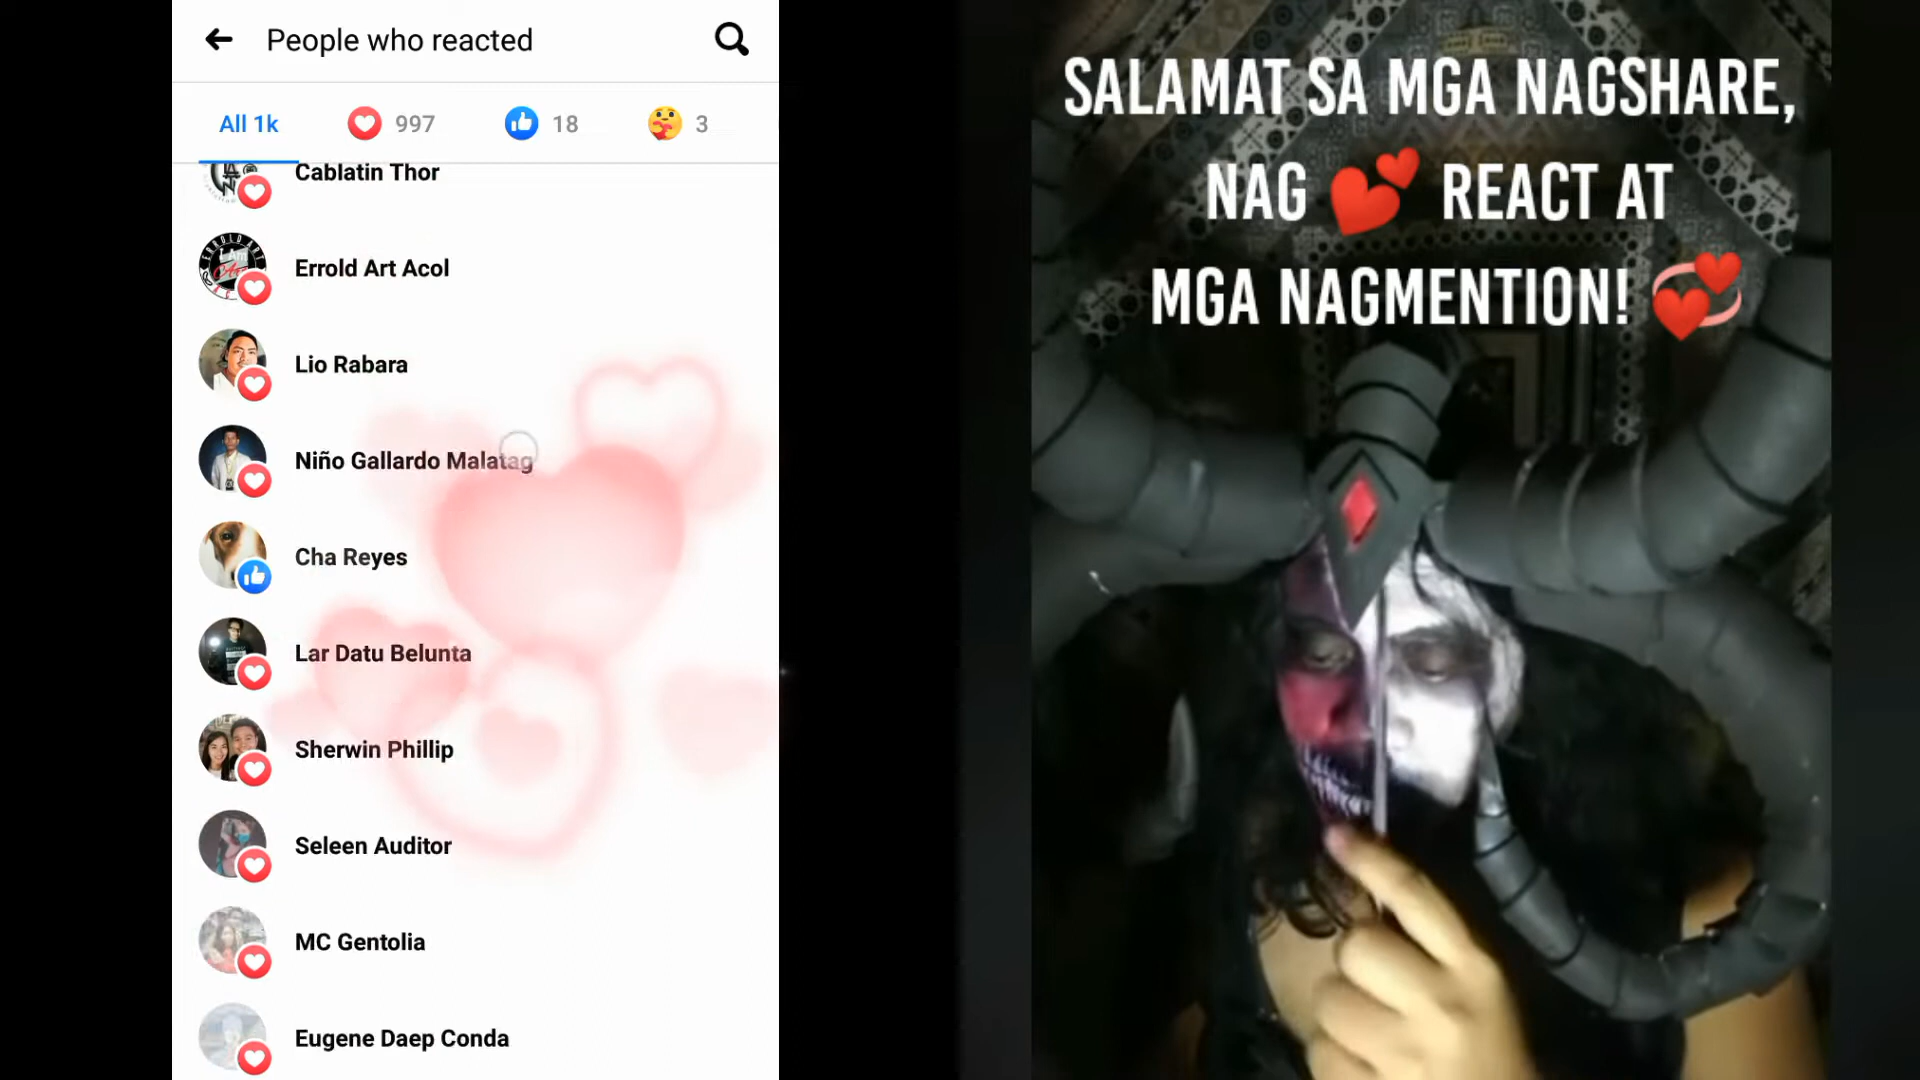 People who reacted
All 1k 997 18 3
Cablatin Thor
Errold Art Acol
Lio Rabara
Niño Gallardo Malatag
Cha Reyes
Lar Datu Belunta
Sherwin Phillip
Seleen Auditor
MC Gentolia
Eugene Daep Conda
SALAMAT SA MGA NAGSHARE,
NAG 💕 REACT AT
MGA NAGMENTION! 💞